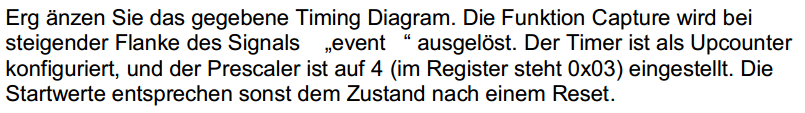 Erg änzen Sie das gegebene Timing Diagram. Die Funktion Capture wird bei
steigender Flanke des Signals „event “ ausgelöst. Der Timer ist als Upcounter
konfiguriert, und der Prescaler ist auf 4 (im Register steht 0x03) eingestellt. Die
Startwerte entsprechen sonst dem Zustand nach einem Reset.